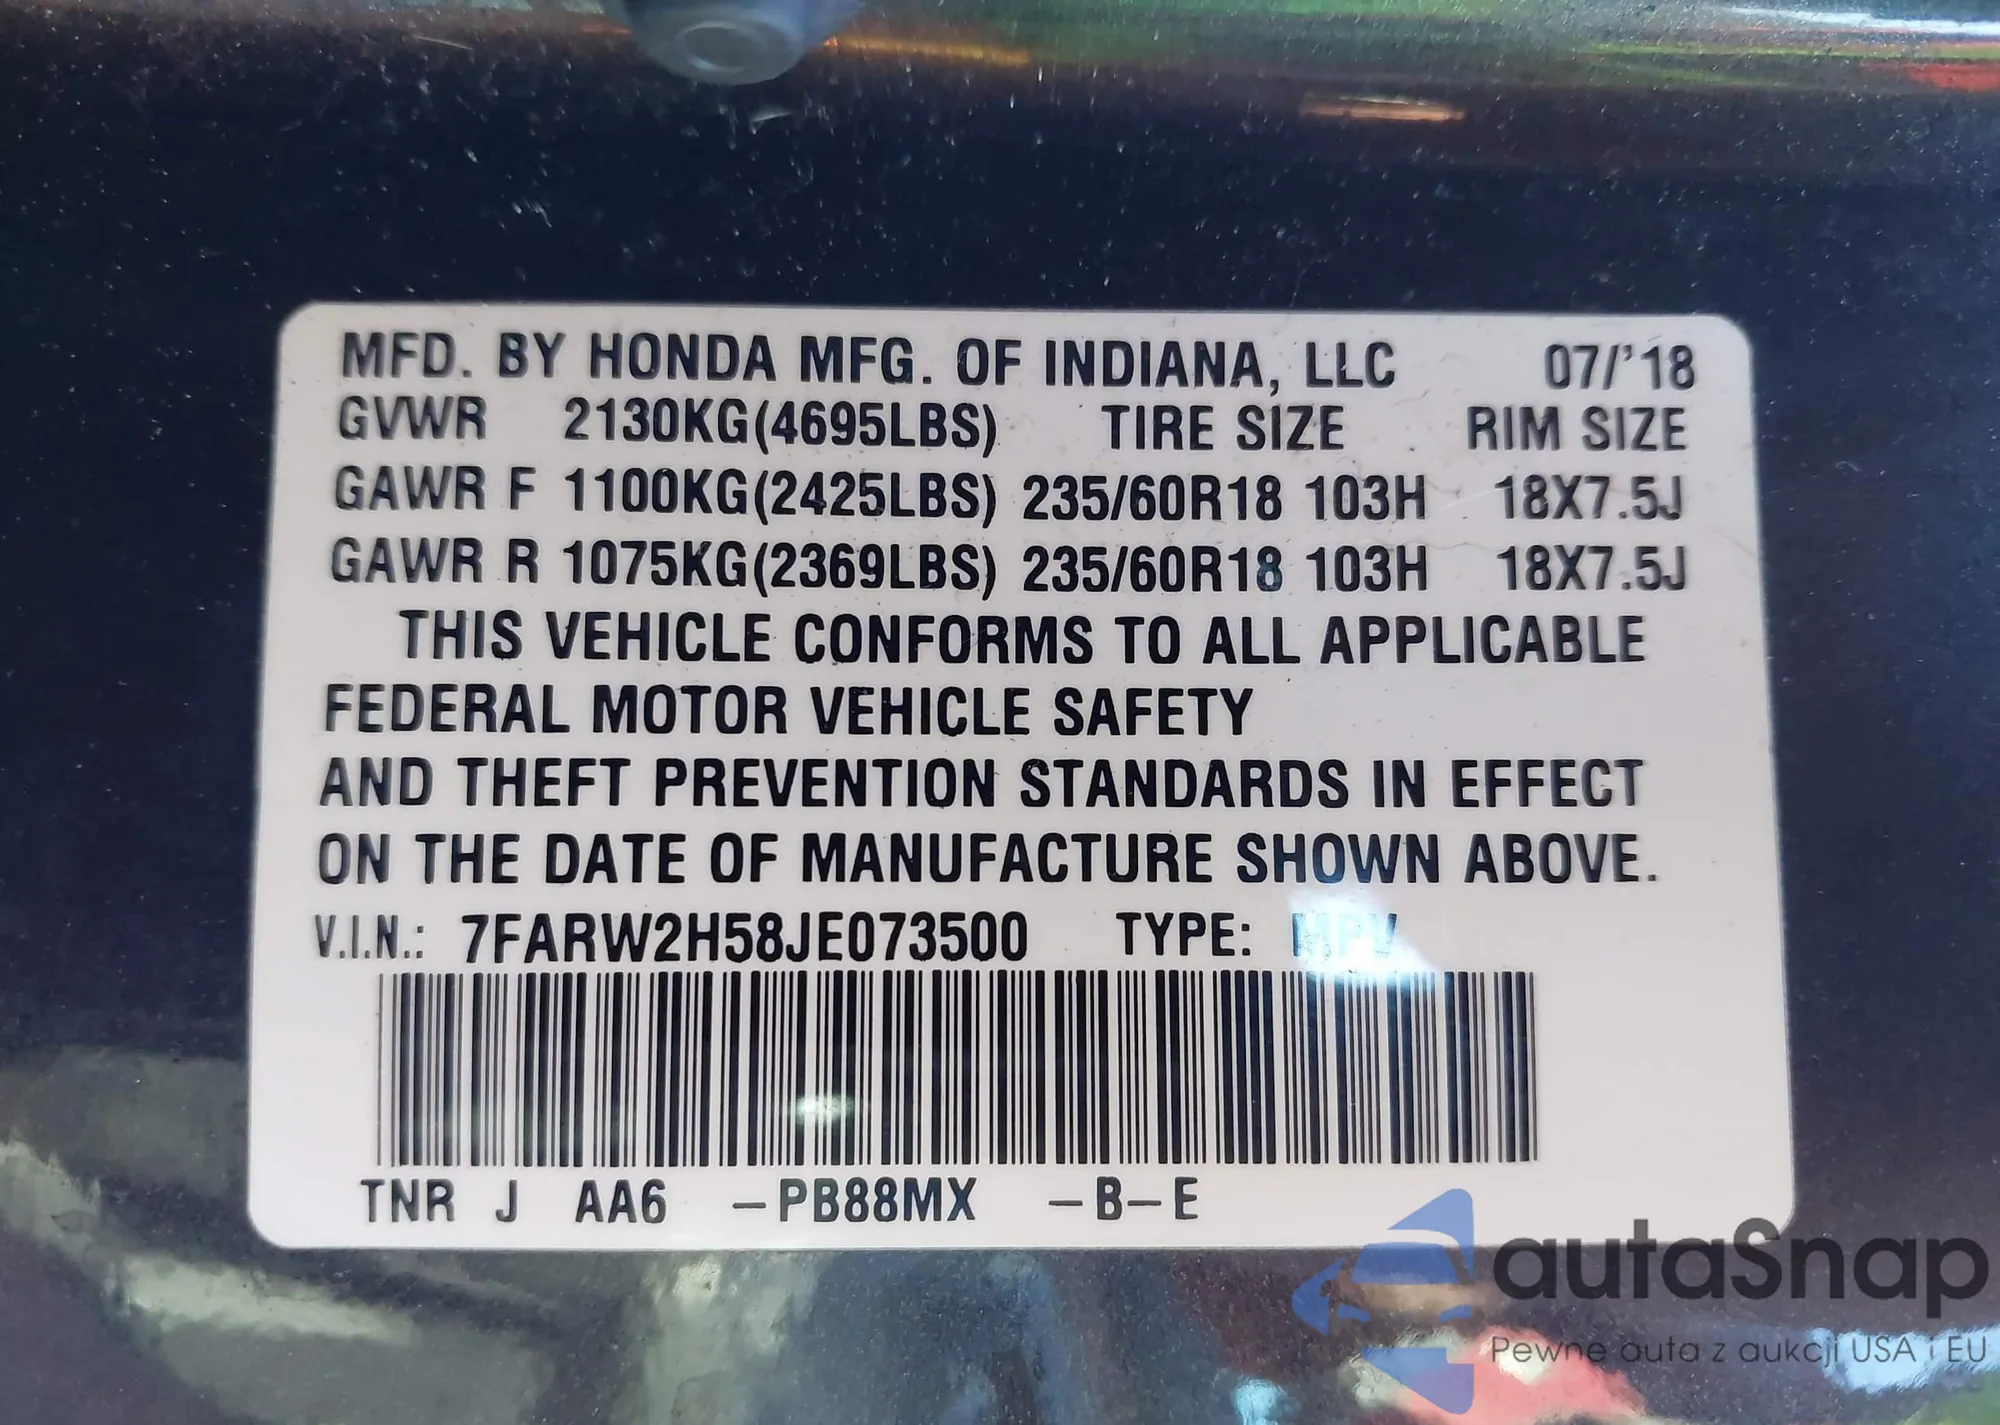 MFD. BY HONDA MFG. OF INDIANA, LLC 07/'18
GVWR 2130KG(4695LBS) TIRE SIZE RIM SIZE
GAWR F 1100KG(2425LBS) 235/60R18 103H 18X7.5J
GAWR R 1075KG(2369LBS) 235/60R18 103H 18X7.5J
THIS VEHICLE CONFORMS TO ALL APPLICABLE
FEDERAL MOTOR VEHICLE SAFETY
AND THEFT PREVENTION STANDARDS IN EFFECT
ON THE DATE OF MANUFACTURE SHOWN ABOVE.
V.I.N.: 7FARW2H58JE073500 TYPE: MPV
TNR J AA6 -PB88MX -B-E
autaSnap
Pewne auta z aukcji USA i EU